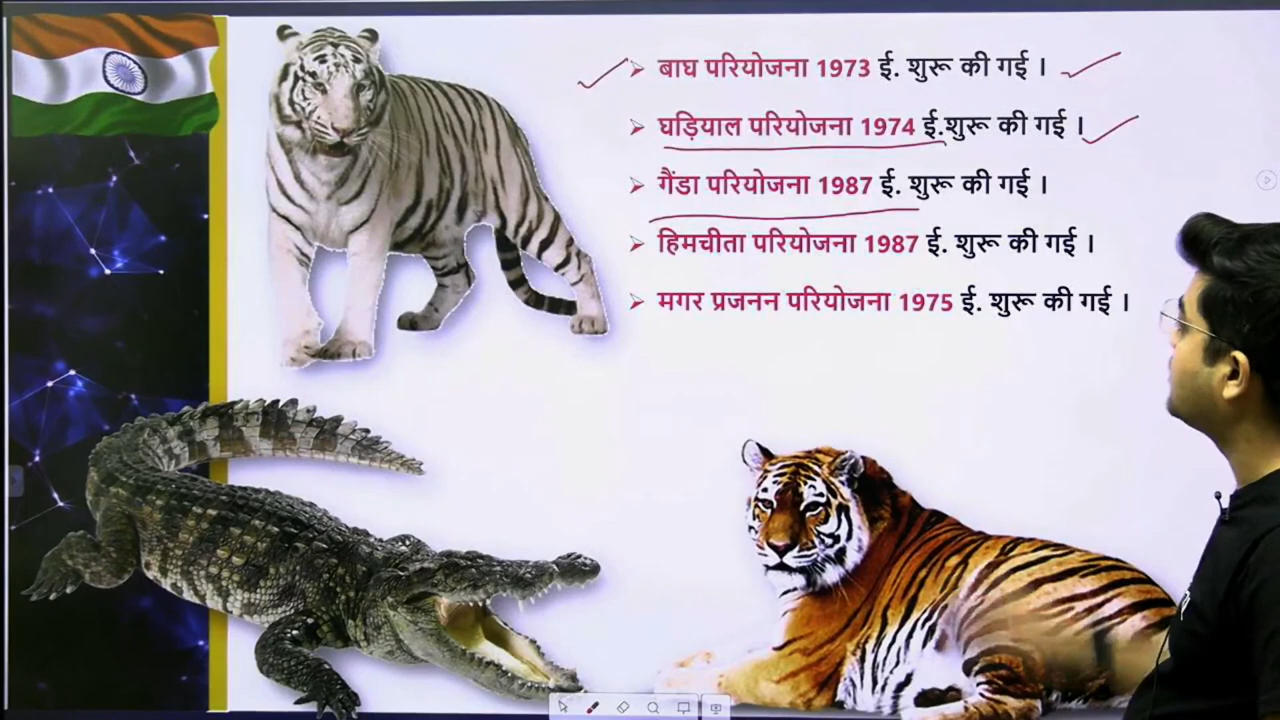 बाघ परियोजना 1973 ई. शुरू की गई ।
घड़ियाल परियोजना 1974 ई.शुरू की गई ।
गैंडा परियोजना 1987 ई. शुरू की गई ।
हिमचीता परियोजना 1987 ई. शुरू की गई ।
मगर प्रजनन परियोजना 1975 ई. शुरू की गई ।